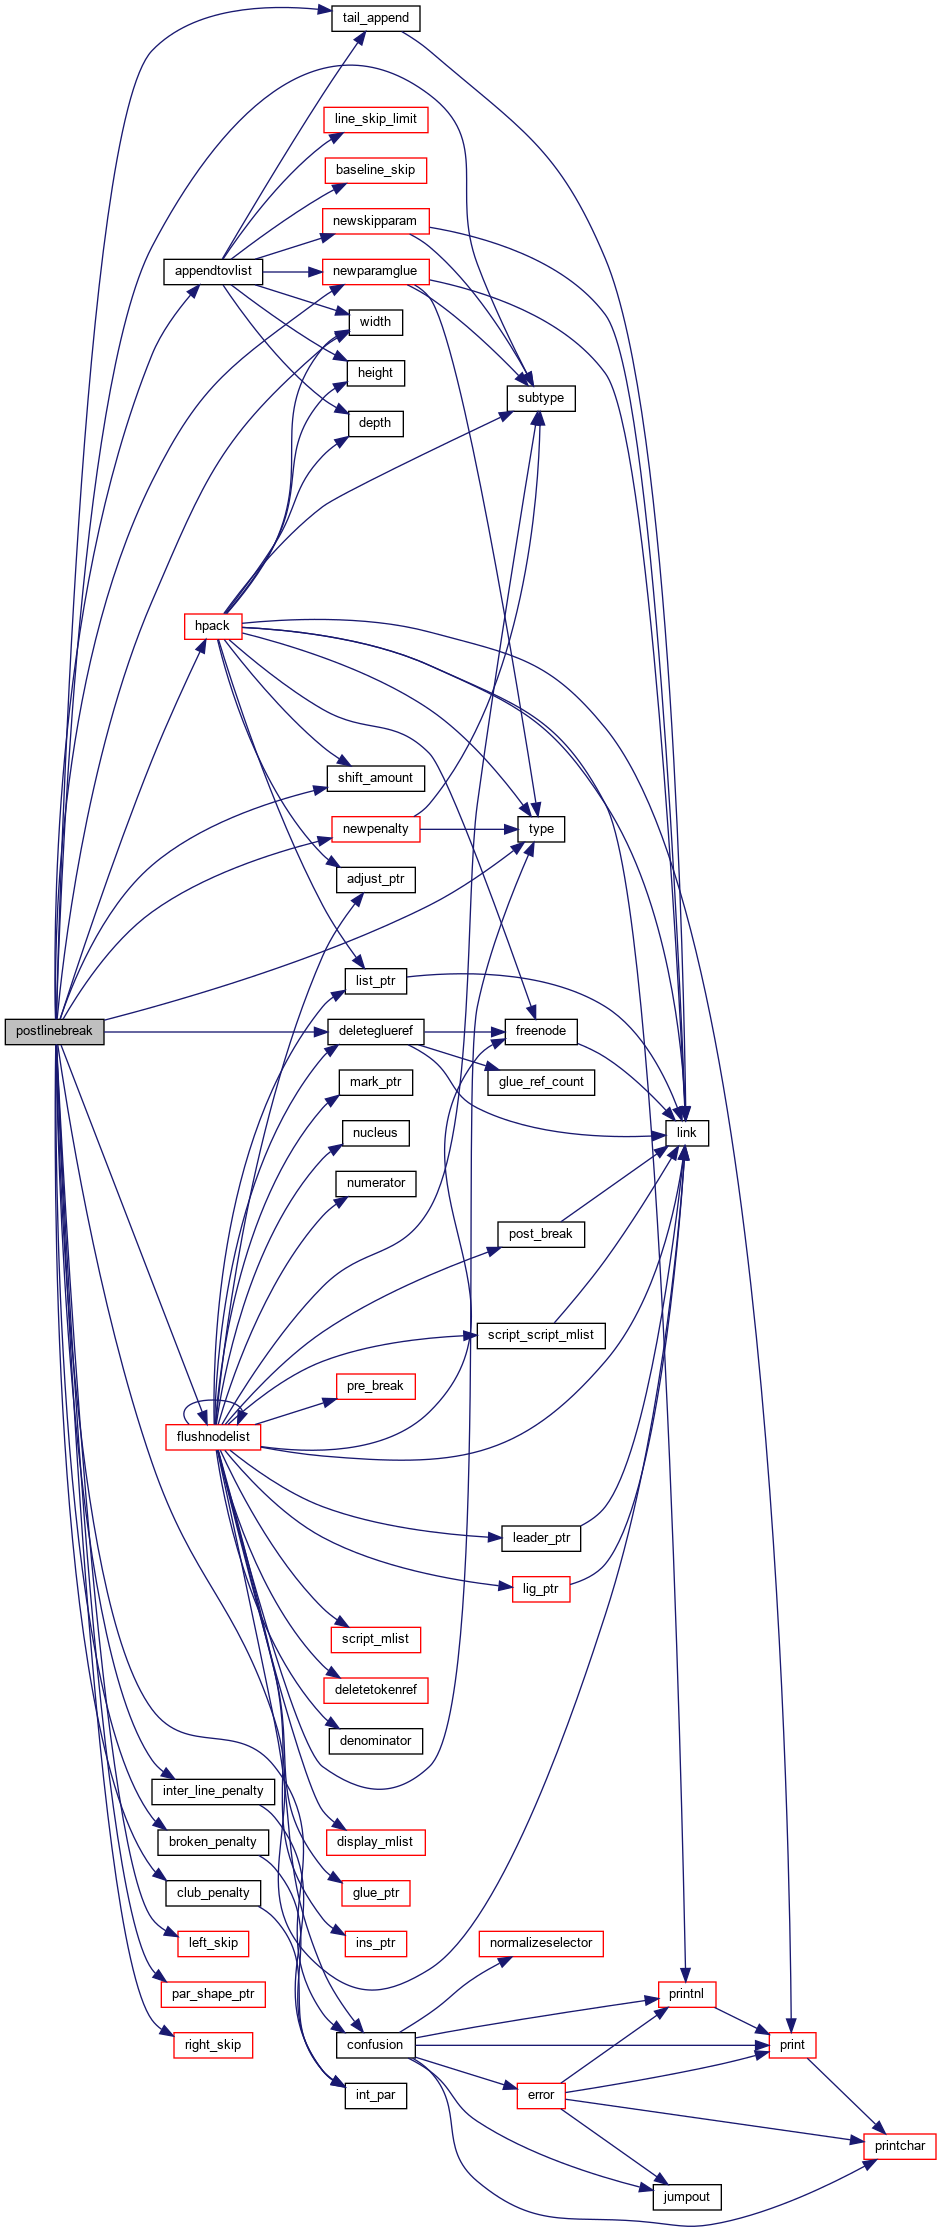 tail_append
line_skip_limit
baseline_skip
newskipparam
appendtovlist
newparamglue
width
height
subtype
depth
hpack
shift_amount
newpenalty
type
adjust_ptr
list_ptr
postlinebreak
deleteglueref
freenode
mark_ptr
glue_ref_count
nucleus
link
numerator
post_break
script_script_mlist
pre_break
flushnodelist
leader_ptr
lig_ptr
script_mlist
deletetokenref
denominator
inter_line_penalty
broken_penalty
display_mlist
club_penalty
glue_ptr
left_skip
ins_ptr
normalizeselector
par_shape_ptr
printnl
right_skip
confusion
print
error
int_par
printchar
jumpout